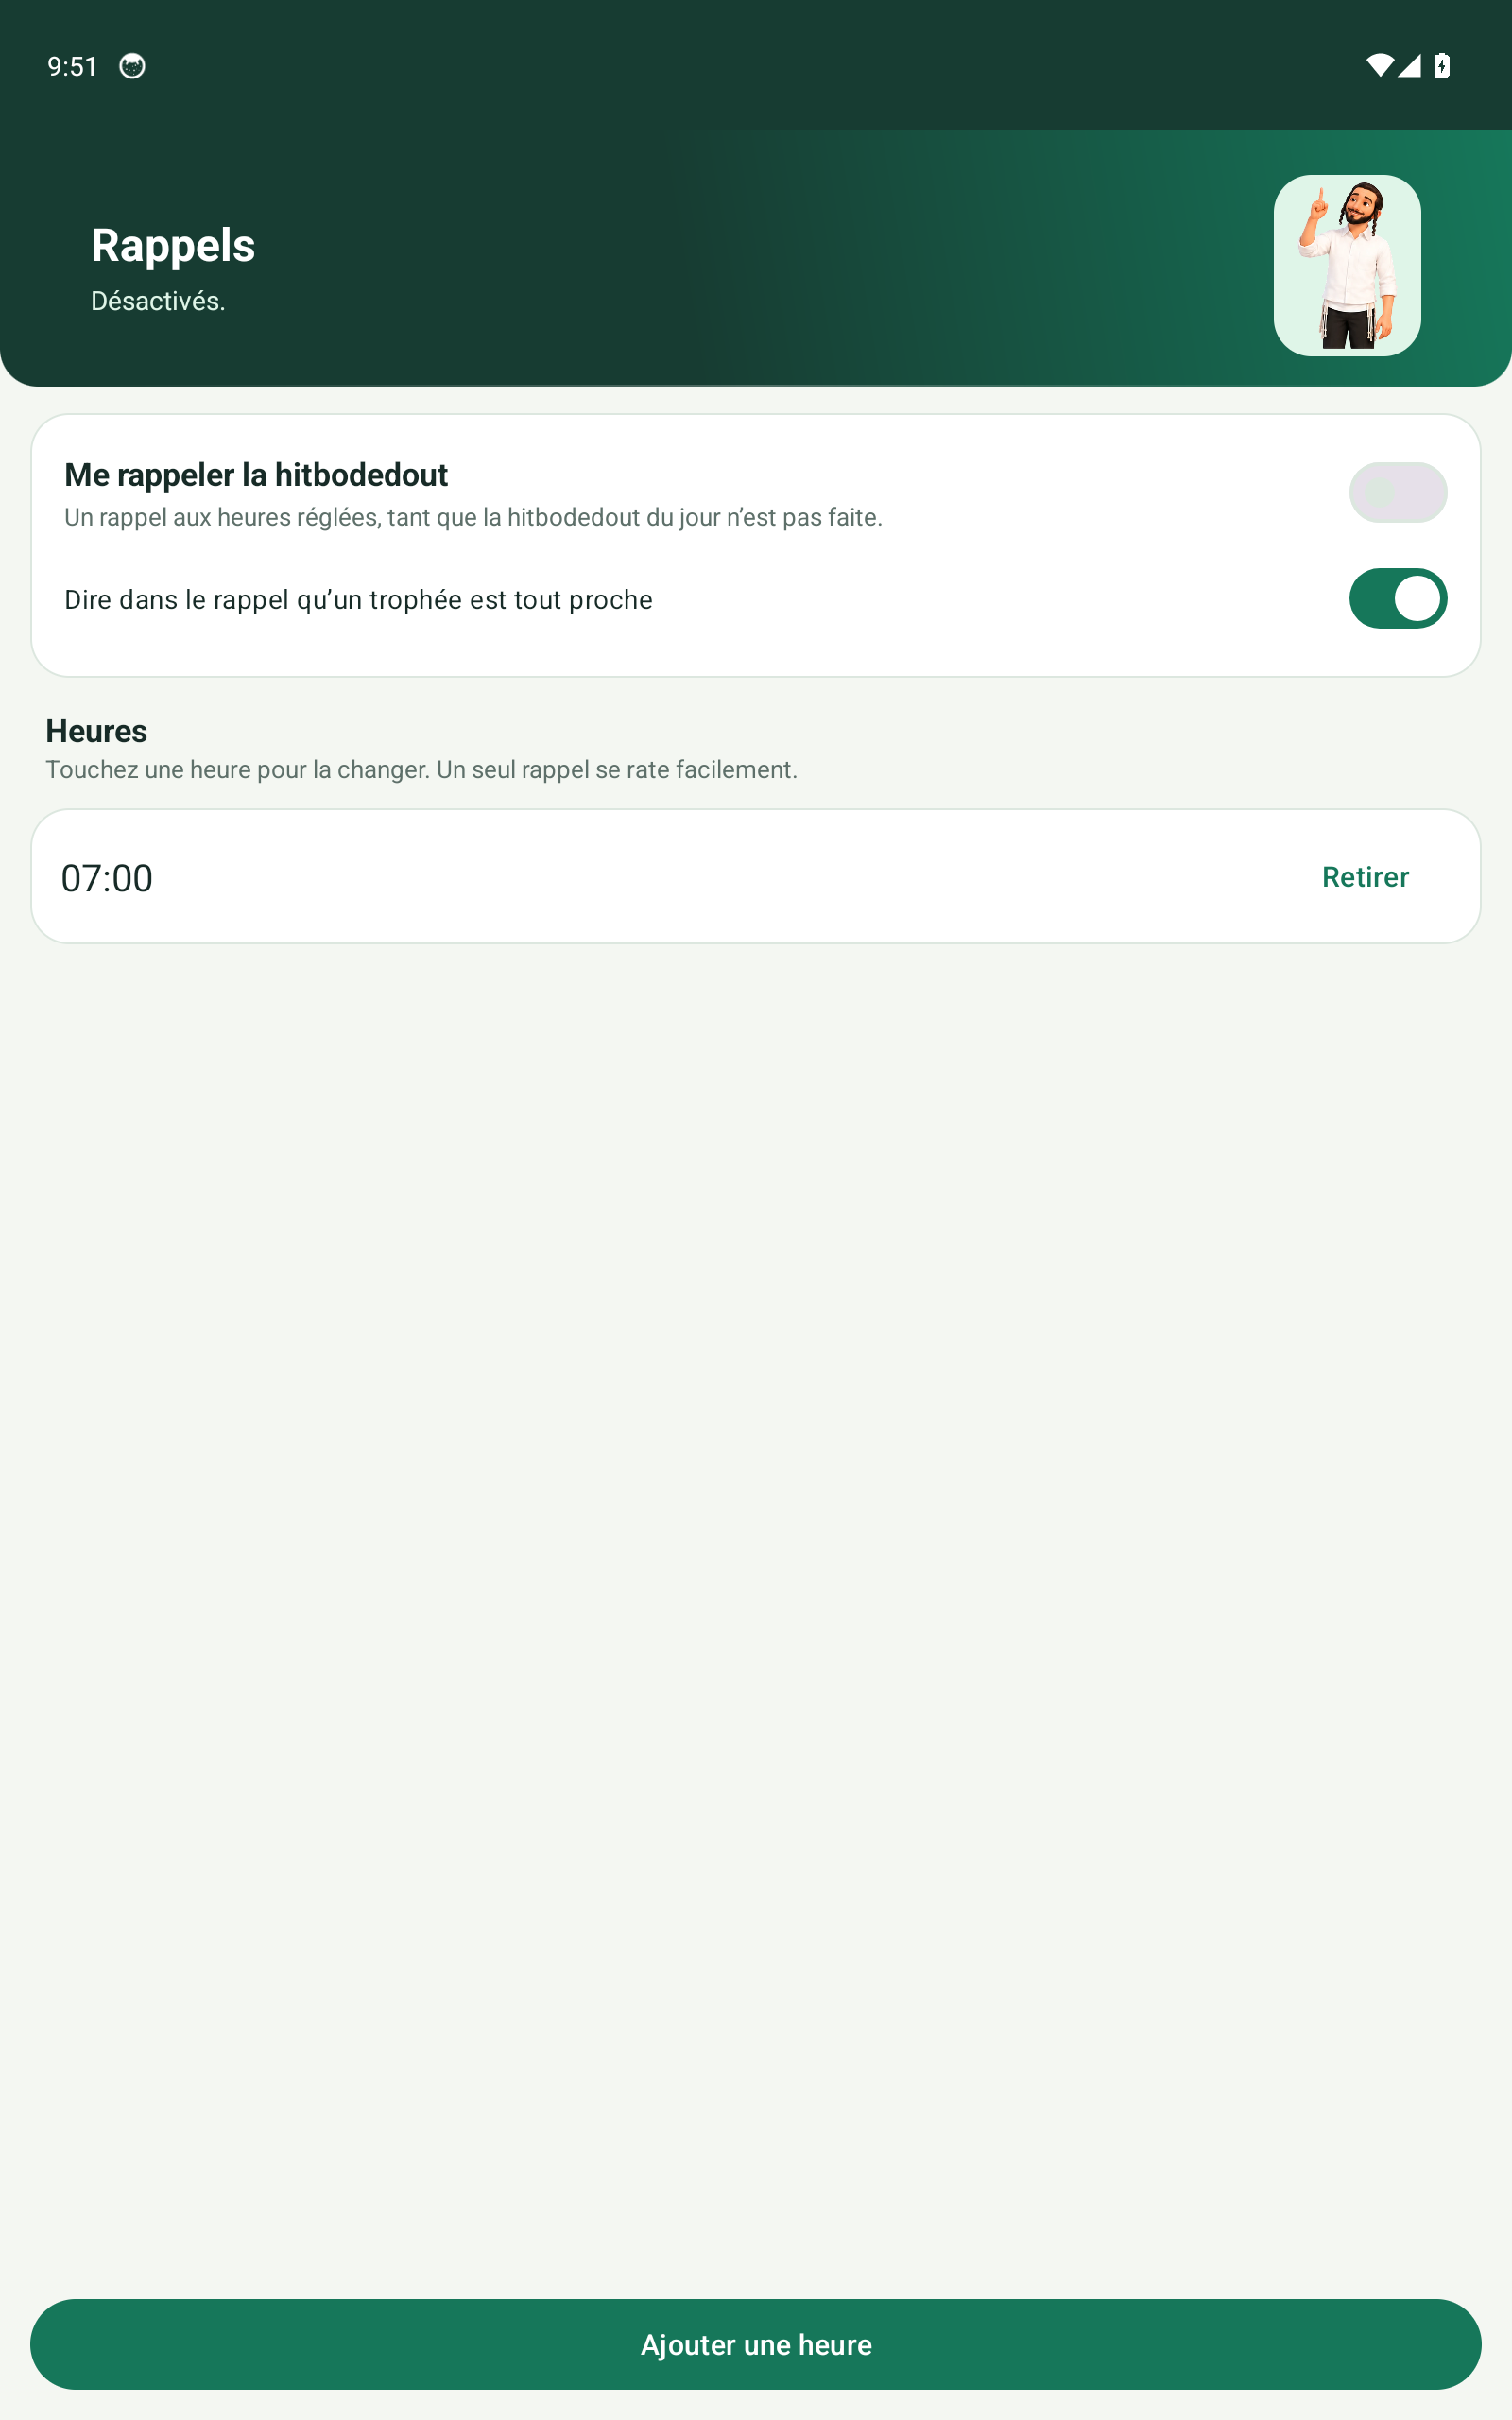 9:51
Rappels
Désactivés.
Me rappeler la hitbodedout
Un rappel aux heures réglées, tant que la hitbodedout du jour n’est pas faite.
Dire dans le rappel qu’un trophée est tout proche
Heures
Touchez une heure pour la changer. Un seul rappel se rate facilement.
07:00
Retirer
Ajouter une heure